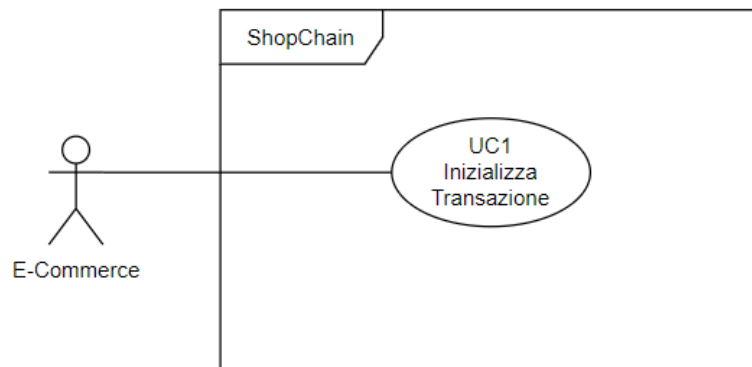 ShopChain
UC1
Inizializza
Transazione
E-Commerce